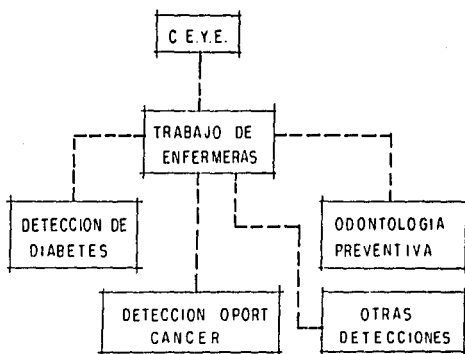 C E.Y.E.
TRABAJO DE
ENFERMERAS
DETECCION DE
DIABETES
ODONTOLOGIA
PREVENTIVA
DETECCION OPORT
CANCER
OTRAS
DETECCIONES